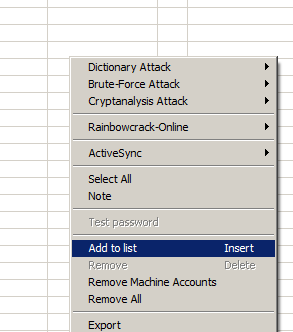 Dictionary Attack
Brute-Force Attack
Cryptanalysis Attack
Rainbowcrack-Online
ActiveSync
Select All
Note
Test password
Add to list Insert
Remove Delete
Remove Machine Accounts
Remove All
Export